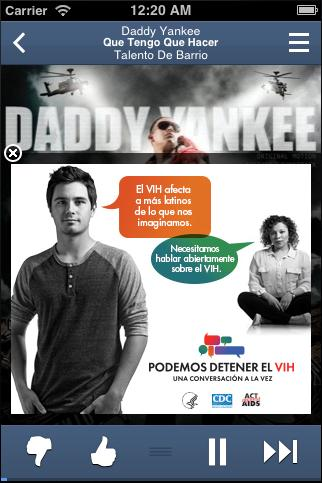 Carrier 12:20 AM
Daddy Yankee
Que Tengo Que Hacer
Talento De Barrio
DADDY YANKEE
ORIGINAL MOTION
El VIH afecta
a más latinos
de lo que nos
imaginamos.
Necesitamos
hablar abiertamente
sobre el VIH.
PODEMOS DETENER EL VIH
UNA CONVERSACIÓN A LA VEZ
CDC
ACT
AGAINST
AIDS